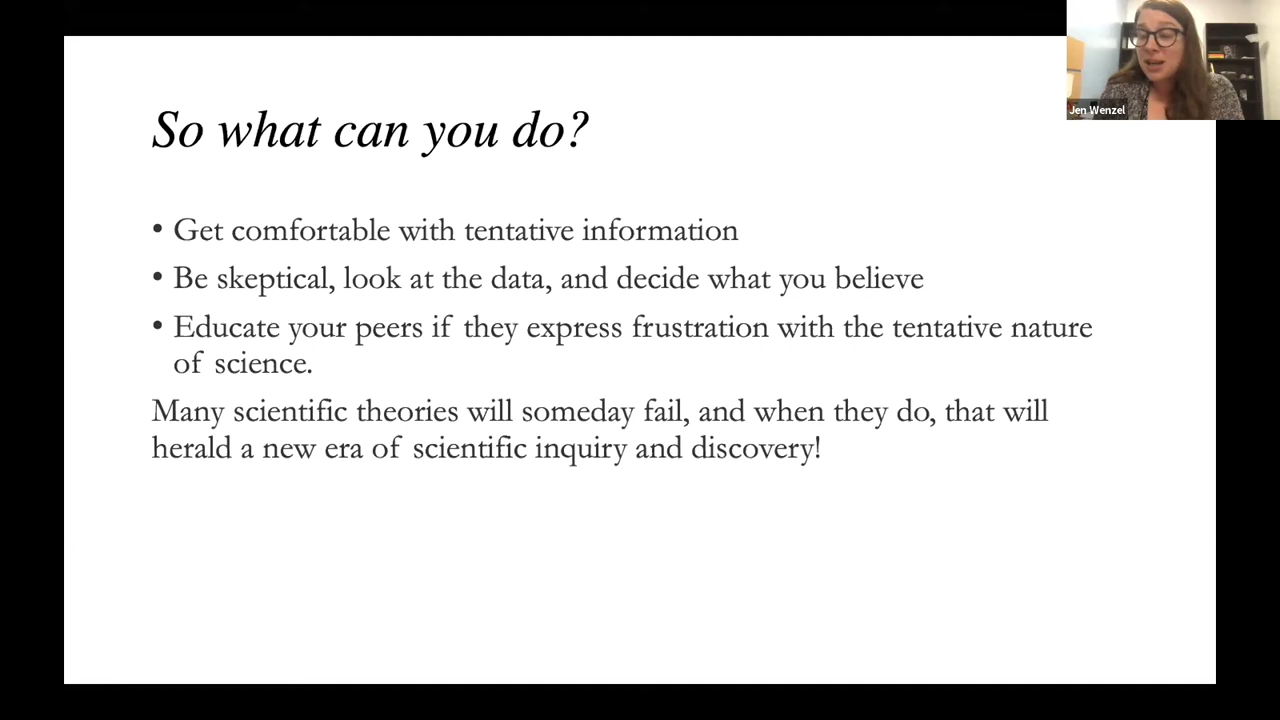 Jen Wenzel
So what can you do?
• Get comfortable with tentative information
• Be skeptical, look at the data, and decide what you believe
• Educate your peers if they express frustration with the tentative nature
of science.
Many scientific theories will someday fail, and when they do, that will
herald a new era of scientific inquiry and discovery!